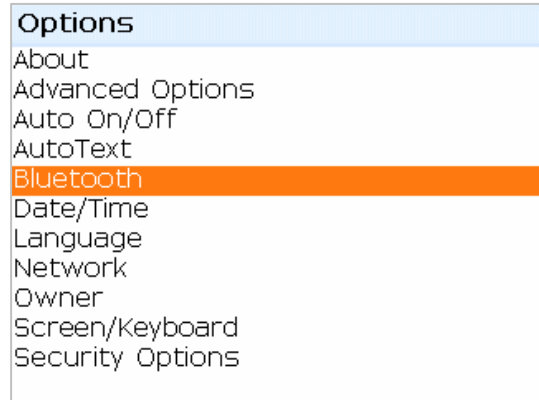 Options
About
Advanced Options
Auto On/Off
AutoText
Bluetooth
Date/Time
Language
Network
Owner
Screen/Keyboard
Security Options